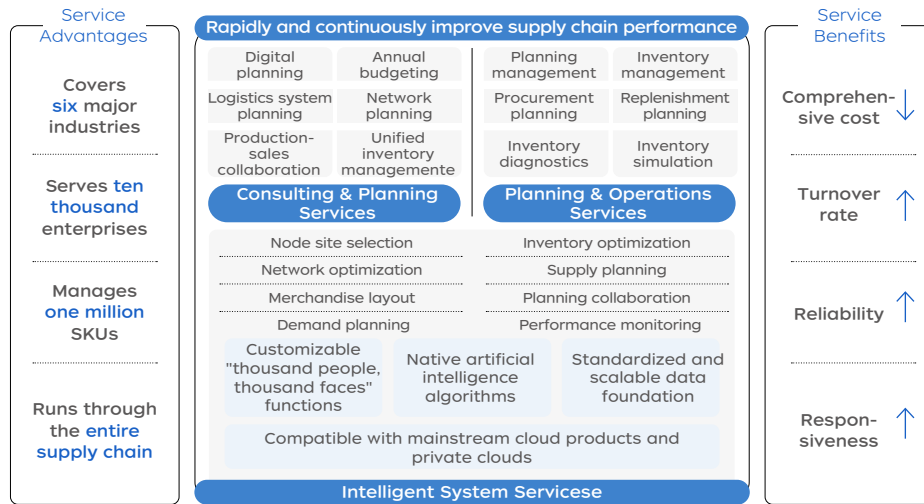 Service
Advantages
Covers
six major
industries
Serves ten
thousand
enterprises
Manages
one million
SKUs
Runs through
the entire
supply chain
Rapidly and continuously improve supply chain performance
Digital
planning
Annual
budgeting
Logistics system
planning
Network
planning
Production-
sales
collaboration
Unified
inventory
managemente
Planning
management
Inventory
management
Procurement
planning
Replenishment
planning
Inventory
diagnostics
Inventory
simulation
Consulting & Planning
Services
Planning & Operations
Services
Node site selection
Inventory optimization
Network optimization
Supply planning
Merchandise layout
Planning collaboration
Demand planning
Performance monitoring
Customizable
"thousand people,
thousand faces"
functions
Native artificial
intelligence
algorithms
Standardized and
scalable data
foundation
Compatible with mainstream cloud products and
private clouds
Intelligent System Servicese
Service
Benefits
Comprehen-
sive cost
Turnover
rate
Reliability
Respon-
siveness